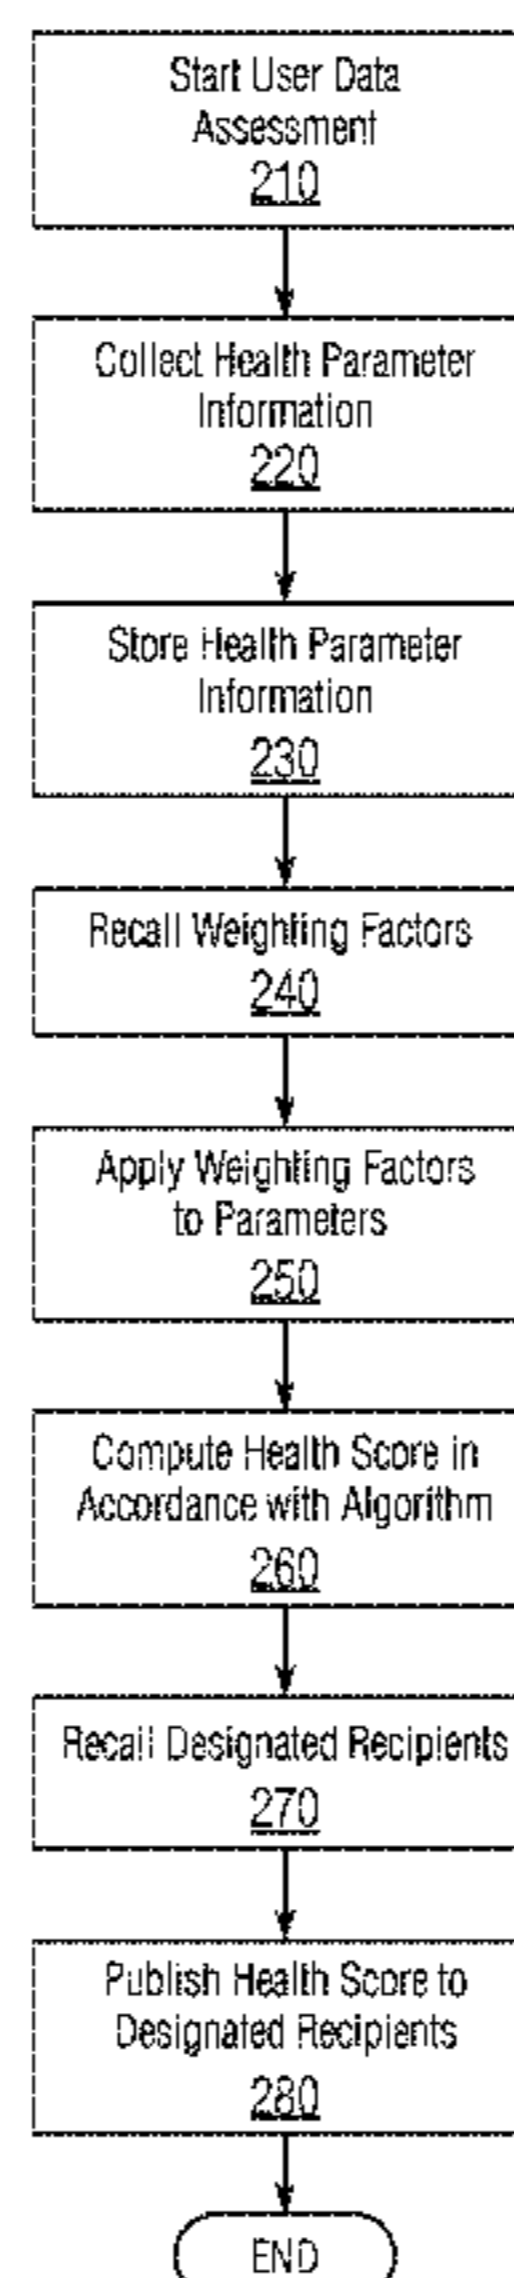 Start User Data
Assessment
210
Collect Health Parameter
Information
220
Store Health Parameter
Information
230
Recall Weighting Factors
240
Apply Weighting Factors
to Parameters
250
Compute Health Score in
Accordance with Algorithm
260
Recall Designated Recipients
270
Publish Health Score to
Designated Recipients
280
END